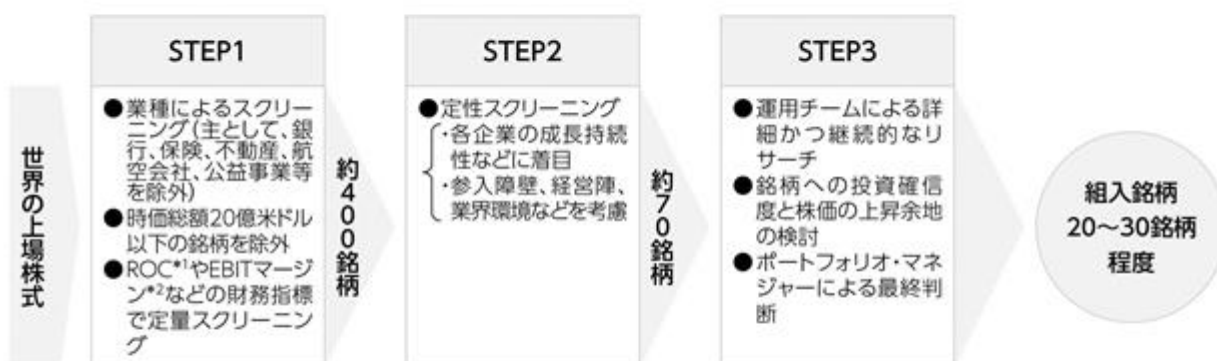 世界の上場株式
STEP1
●業種によるスクリー
ニング(主として、銀
行、保険、不動産、航
空会社、公益事業等
を除外)
●時価総額20億米ドル
以下の銘柄を除外
●ROC*1やEBITマージ
ン*2などの財務指標
で定量スクリーニン
グ
約400銘柄
STEP2
●定性スクリーニング
・各企業の成長持続
性などに着目
・参入障壁、経営陣、
業界環境などを考慮
約70銘柄
STEP3
●運用チームによる詳
細かつ継続的なリ
サーチ
●銘柄への投資確信
度と株価の上昇余地
の検討
●ポートフォリオ・マネ
ジャーによる最終判
断
組入銘柄
20〜30銘柄
程度